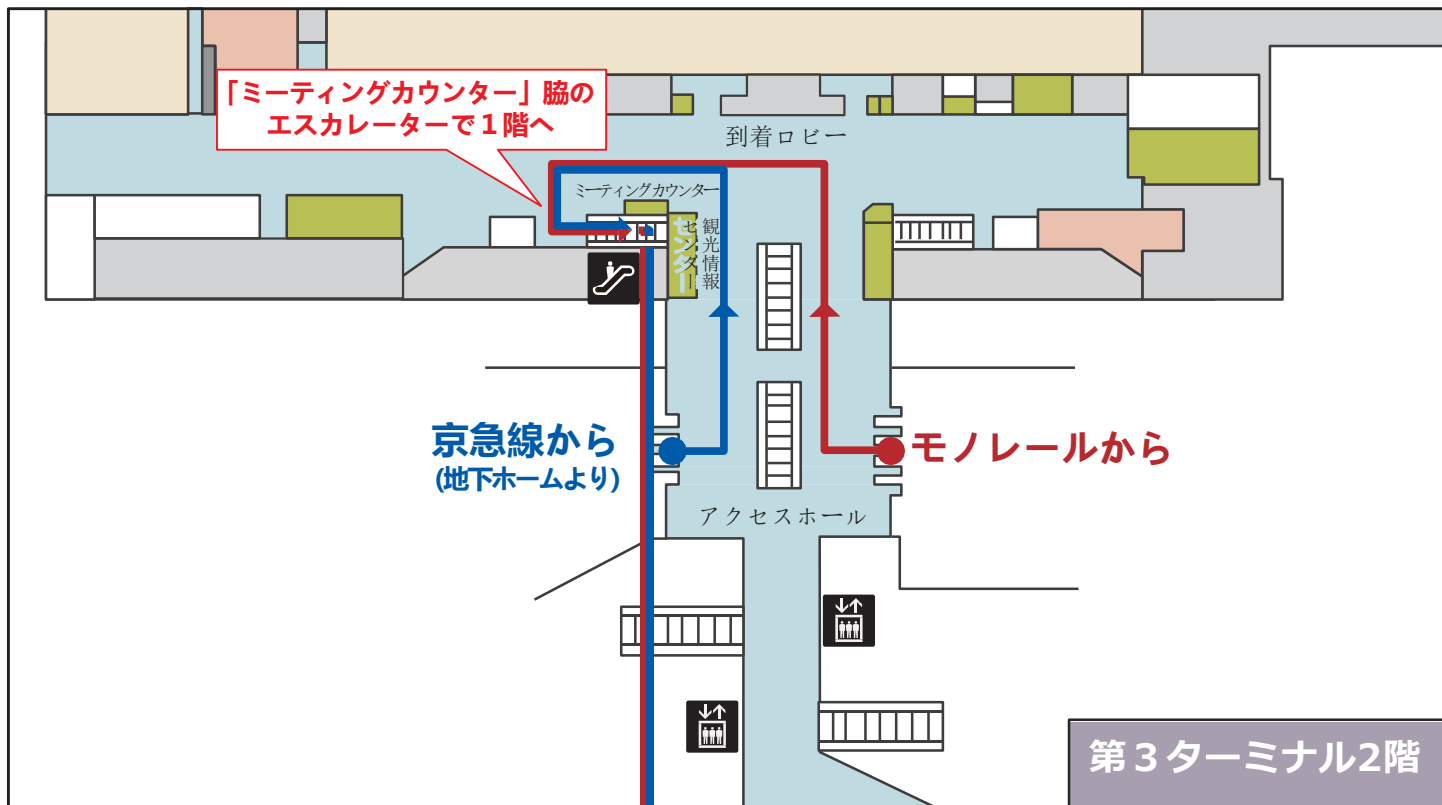 「ミーティングカウンター」脇の
エスカレーターで１階へ
到着ロビー
ミーティングカウンター
センター
観光情報
センター
京急線から
(地下ホームより)
モノレールから
アクセスホール
第３ターミナル2階